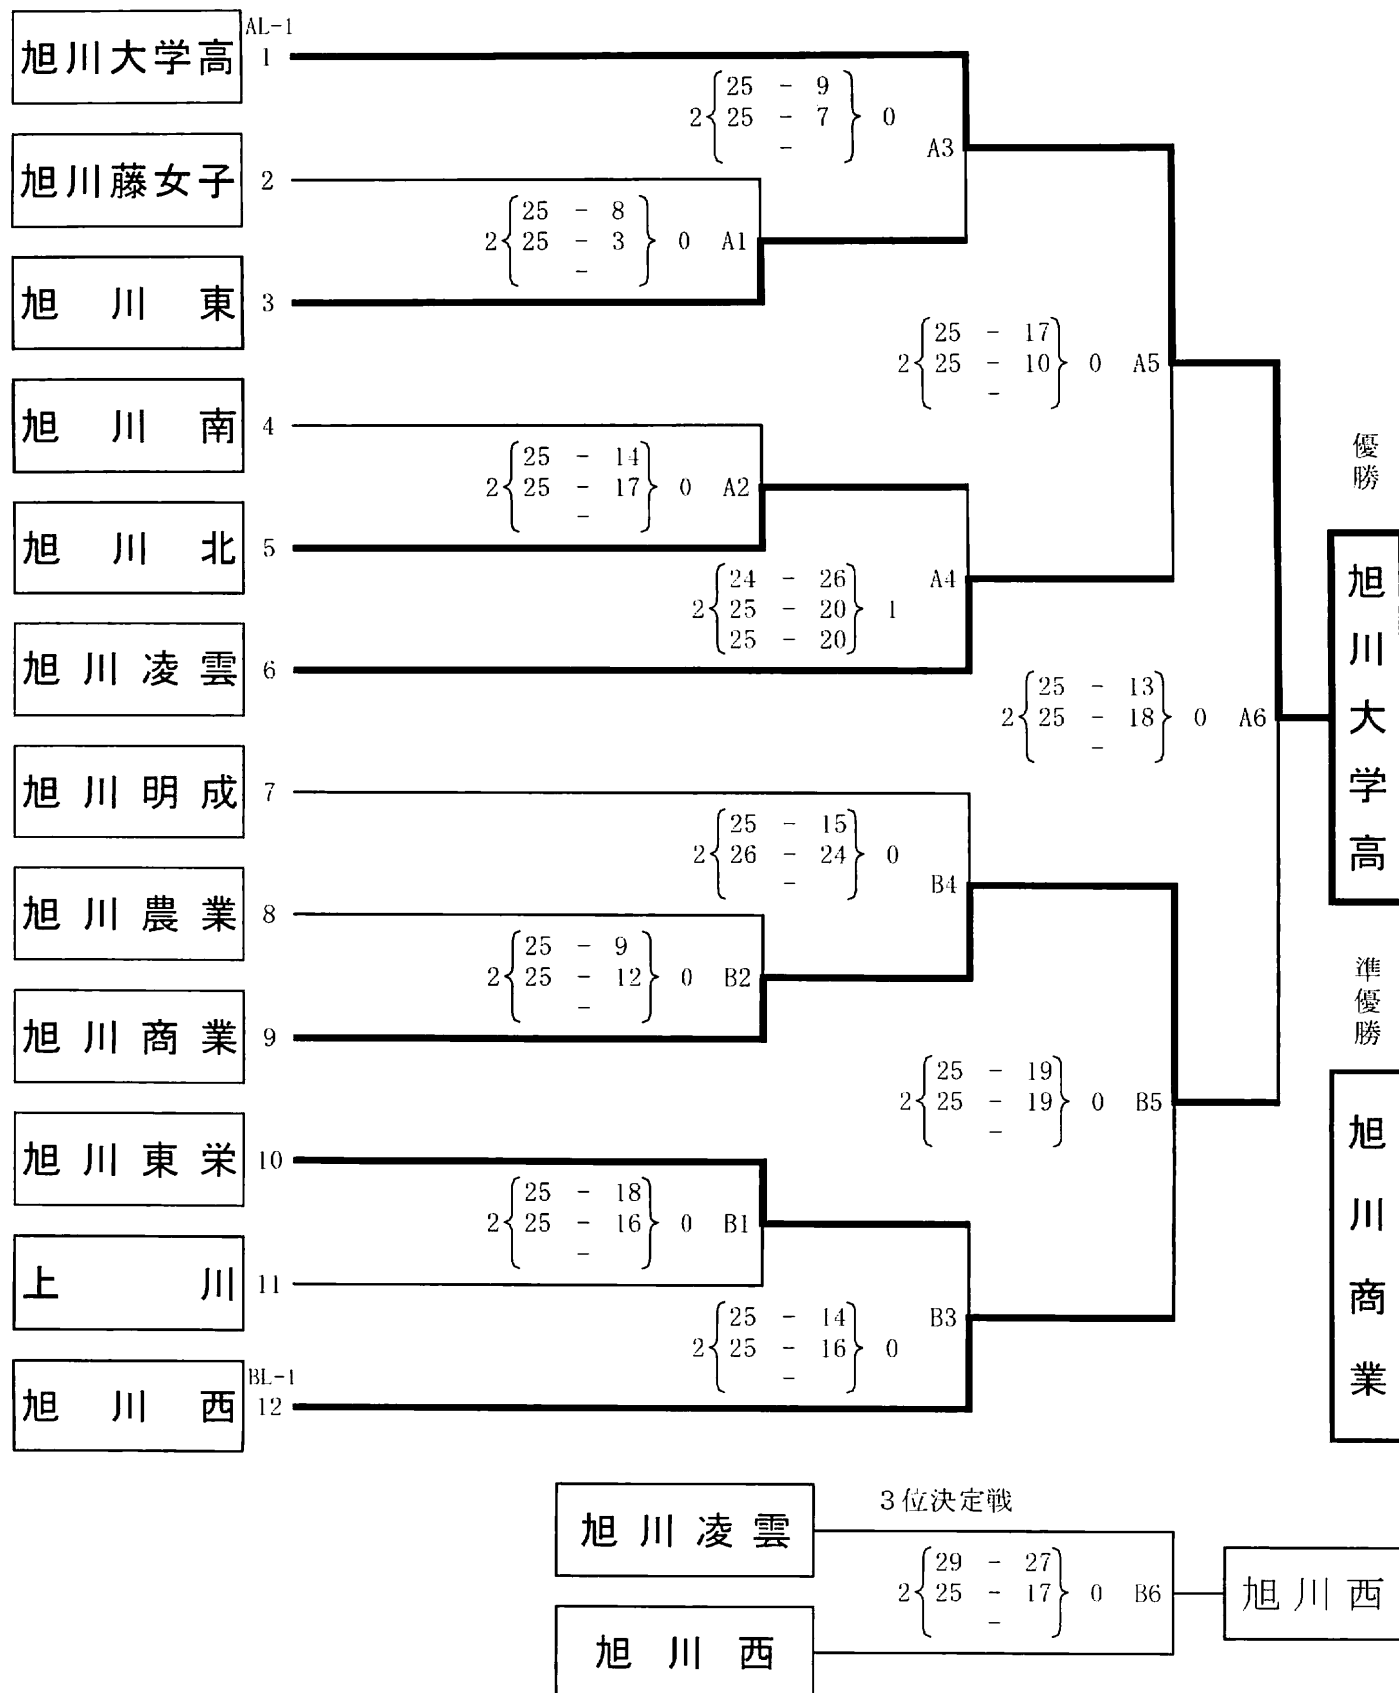 AL-1
旭川大学高 1
25 - 9
2 25 - 7 0
-
A3
旭川藤女子 2
25 - 8
2 25 - 3 0 A1
-
旭川東 3
25 - 17
2 25 - 10 0 A5
-
旭川南 4
25 - 14
2 25 - 17 0 A2
-
旭川北 5
24 - 26
2 25 - 20 1
25 - 20
A4
旭川凌雲 6
25 - 13
2 25 - 18 0 A6
-
旭川明成 7
25 - 15
2 26 - 24 0
-
B4
旭川農業 8
25 - 9
2 25 - 12 0 B2
-
旭川商業 9
25 - 19
2 25 - 19 0 B5
-
旭川東栄 10
25 - 18
2 25 - 16 0 B1
-
上川 11
25 - 14
2 25 - 16 0
-
B3
BL-1
旭川西 12
優勝
旭川大学高
準優勝
旭川商業
3位決定戦
旭川凌雲
29 - 27
2 25 - 17 0 B6
-
旭川西
旭川西